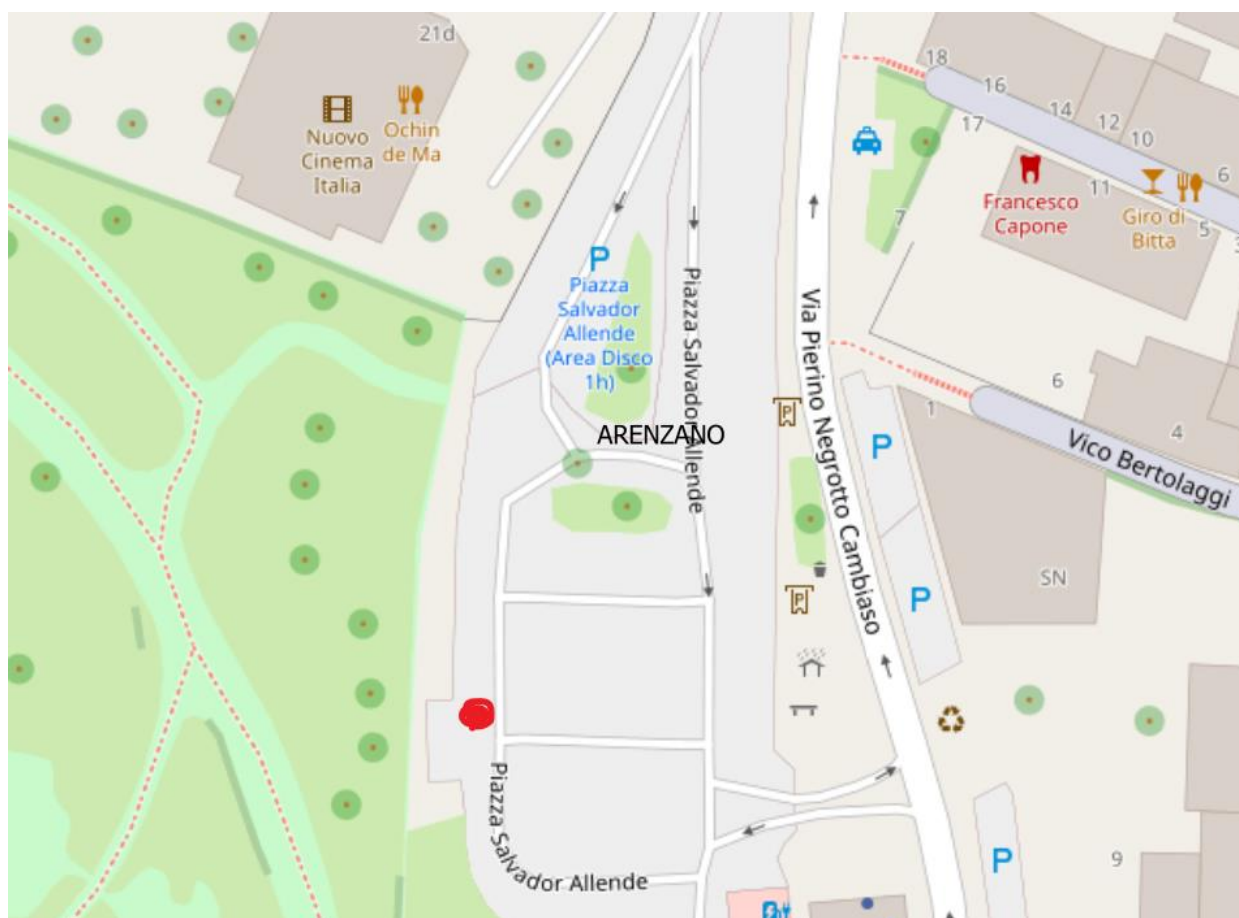 21d
Nuovo
Cinema
Italia
Ochin
de Ma
18
16
14
12
10
6
17
11
5
3
7
Francesco
Capone
Giro di
Bitta
P
Piazza
Salvador
Allende
(Area Disco
1h)
Piazza Salvador Allende
Via Pierino Negrotto Cambiaso
ARENZANO
P
6
1
4
Vico Bertolaggi
P
P
SN
P
Piazza Salvador Allende
P
9